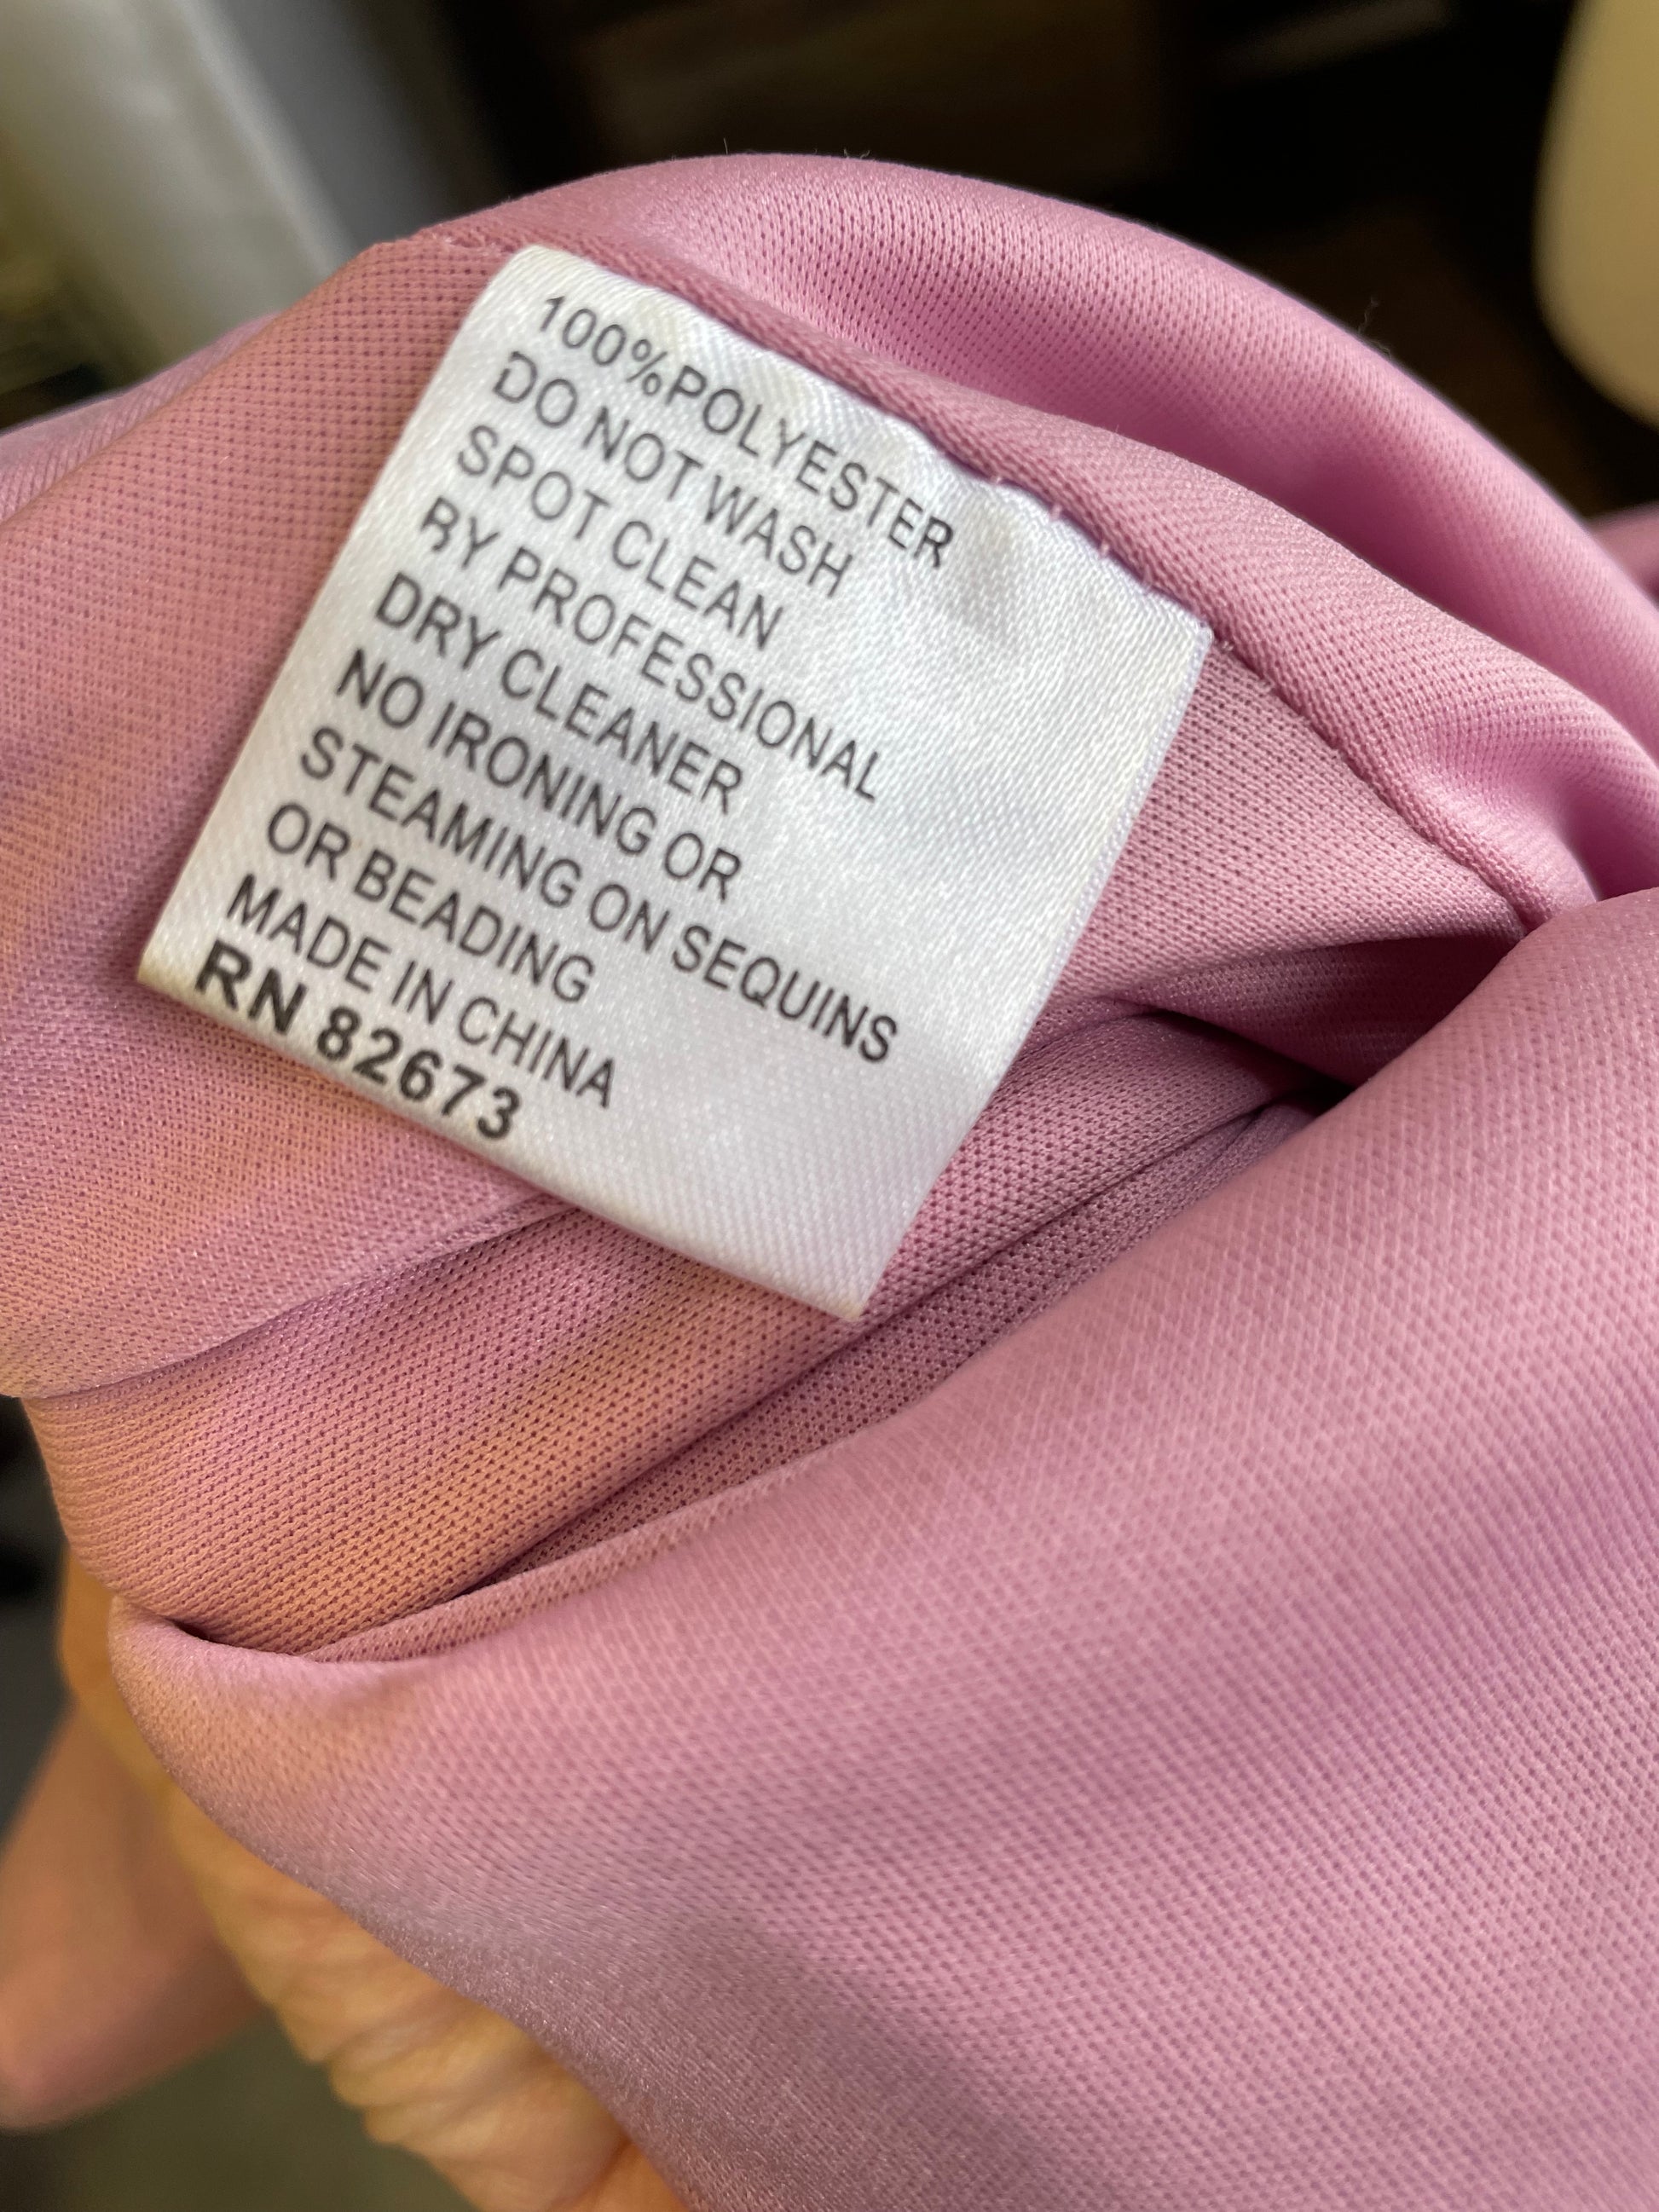 100%POLYESTER
DO NOT WASH
SPOT CLEAN
BY PROFESSIONAL
DRY CLEANER
NO IRONING OR
STEAMING ON SEQUINS
OR BEADING
MADE IN CHINA
RN 82673